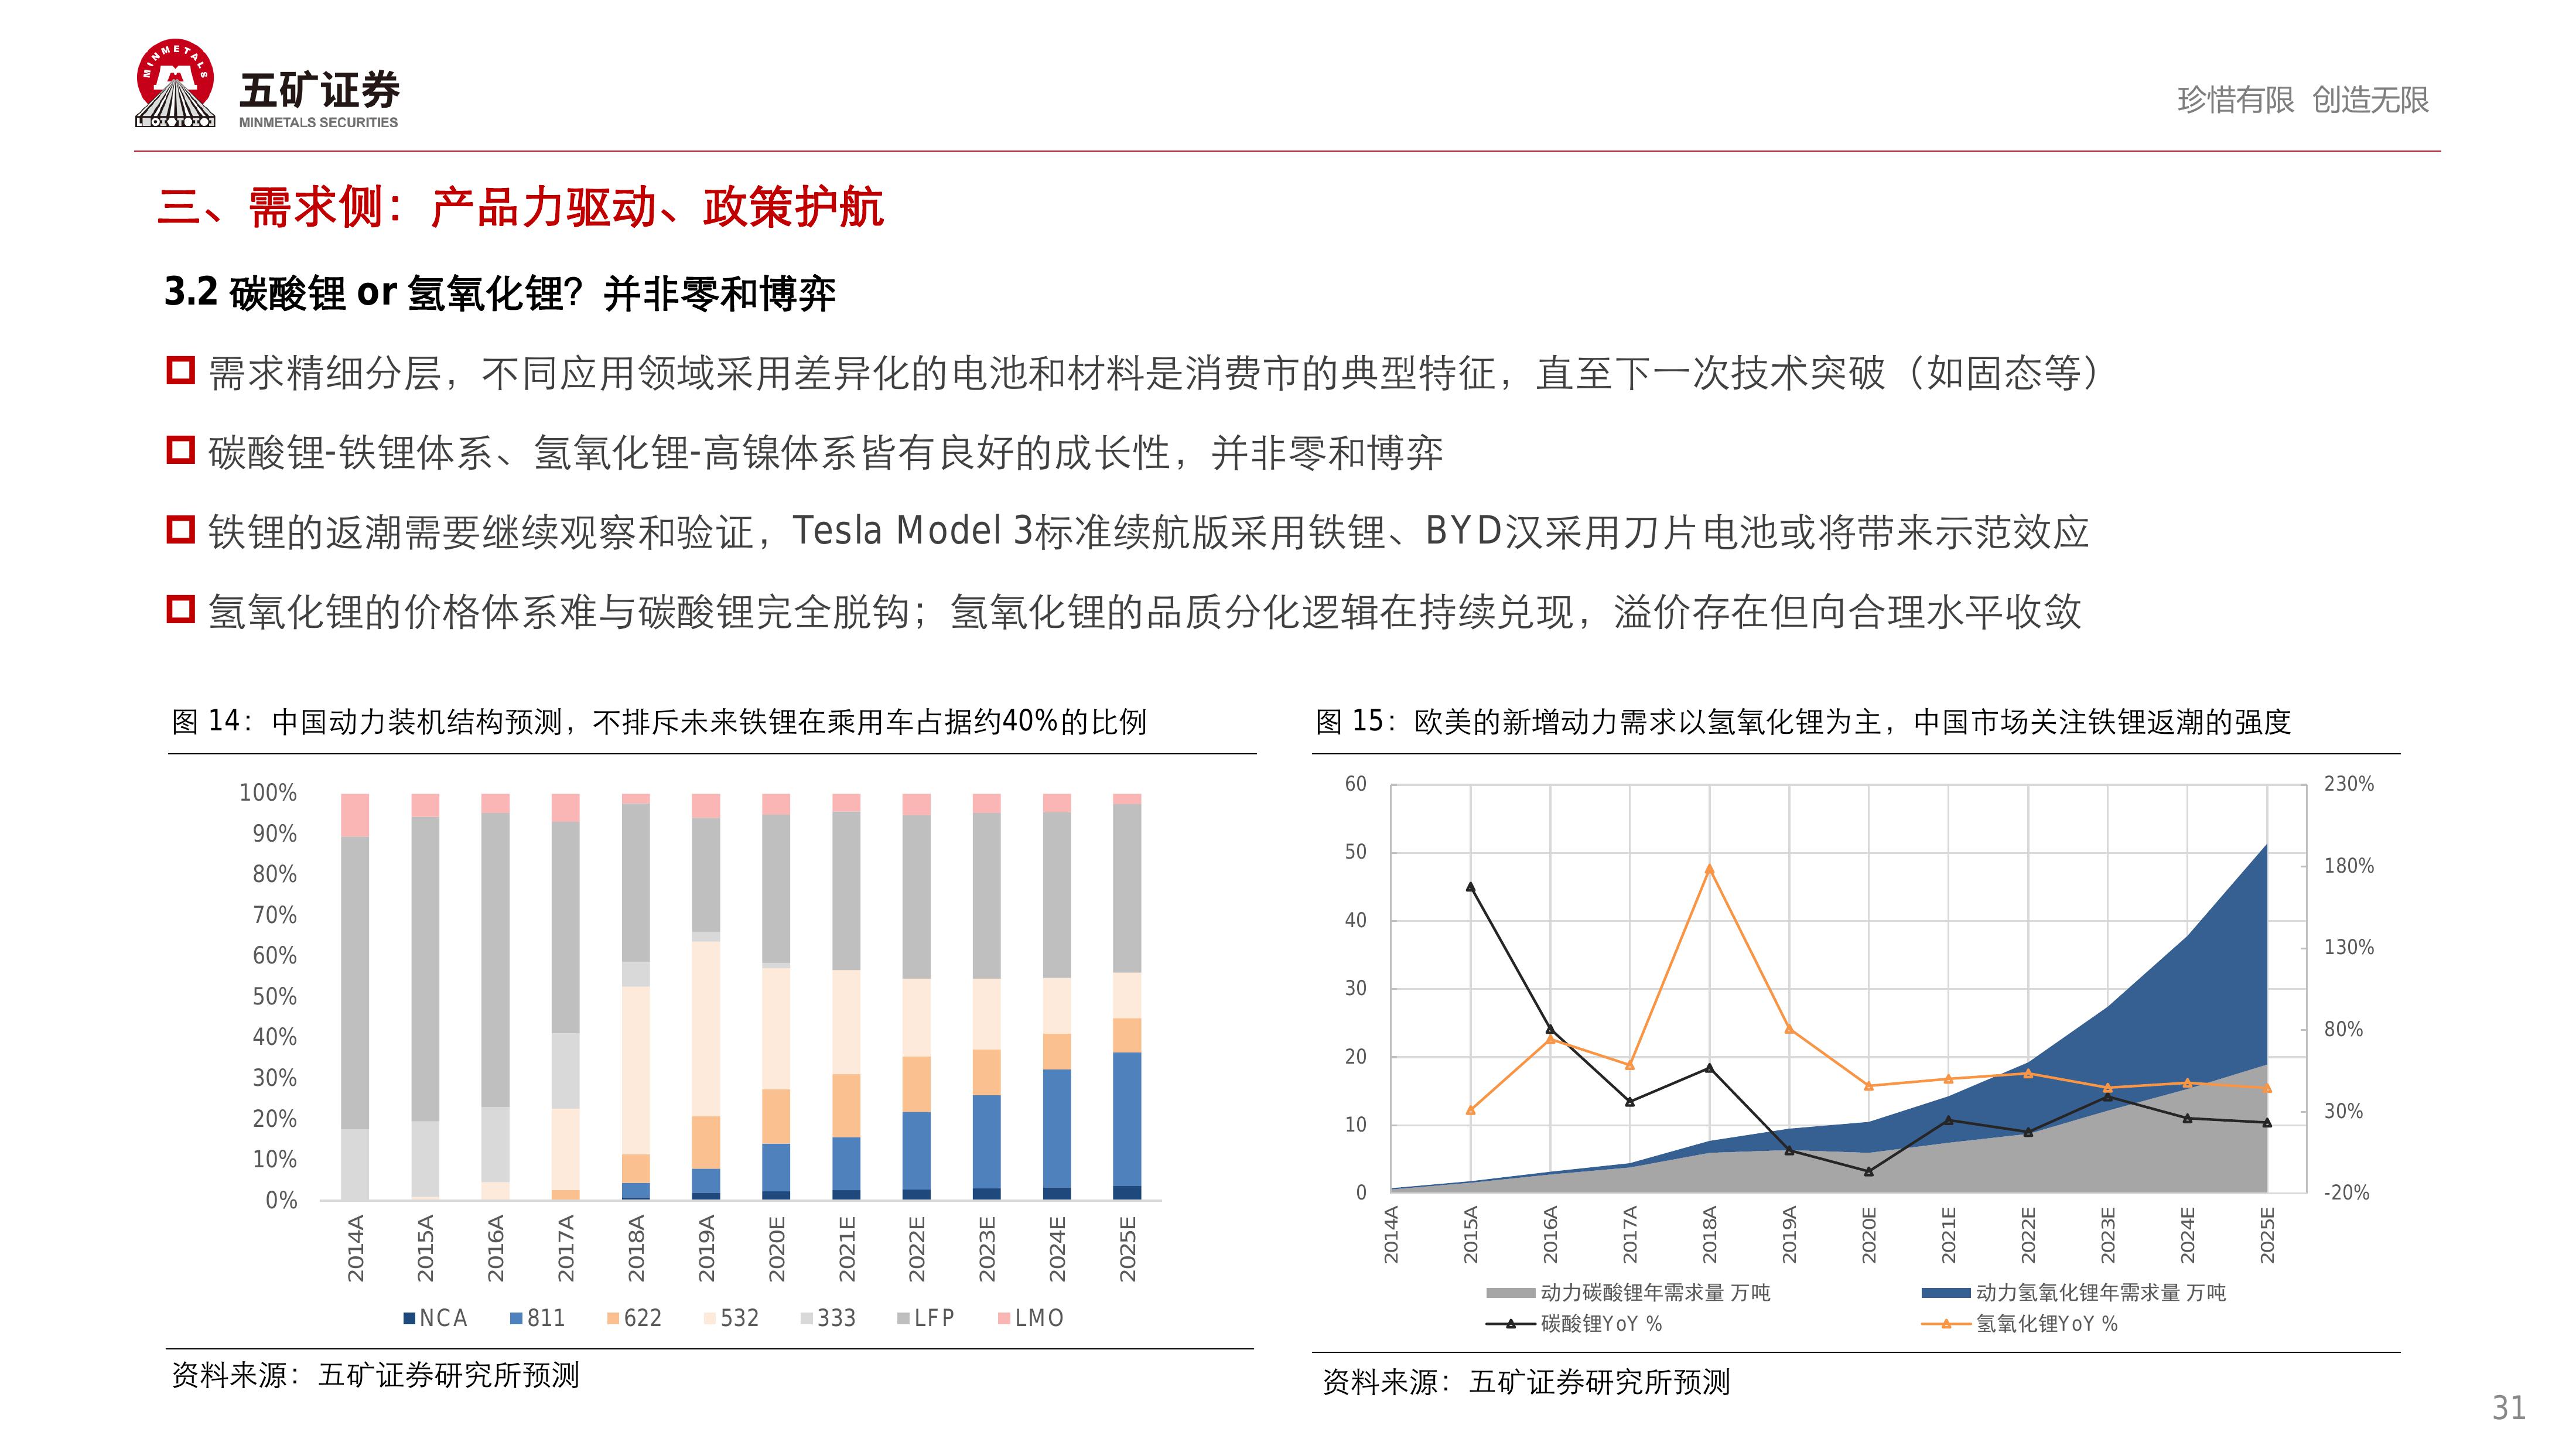 MINMETALS
五矿证券
MINMETALS SECURITIES
珍惜有限 创造无限
三、需求侧：产品力驱动、政策护航
3.2 碳酸锂 or 氢氧化锂？并非零和博弈
需求精细分层，不同应用领域采用差异化的电池和材料是消费市的典型特征，直至下一次技术突破（如固态等）
碳酸锂-铁锂体系、氢氧化锂-高镍体系皆有良好的成长性，并非零和博弈
铁锂的返潮需要继续观察和验证，Tesla Model 3标准续航版采用铁锂、BYD汉采用刀片电池或将带来示范效应
氢氧化锂的价格体系难与碳酸锂完全脱钩；氢氧化锂的品质分化逻辑在持续兑现，溢价存在但向合理水平收敛
图 14：中国动力装机结构预测，不排斥未来铁锂在乘用车占据约40%的比例
100%
90%
80%
70%
60%
50%
40%
30%
20%
10%
0%
2014A 2015A 2016A 2017A 2018A 2019A 2020E 2021E 2022E 2023E 2024E 2025E
NCA 811 622 532 333 LFP LMO
资料来源：五矿证券研究所预测
图 15：欧美的新增动力需求以氢氧化锂为主，中国市场关注铁锂返潮的强度
60
50
40
30
20
10
0
230%
180%
130%
80%
30%
-20%
2014A 2015A 2016A 2017A 2018A 2019A 2020E 2021E 2022E 2023E 2024E 2025E
动力碳酸锂年需求量 万吨 动力氢氧化锂年需求量 万吨
碳酸锂YoY % 氢氧化锂YoY %
资料来源：五矿证券研究所预测
31